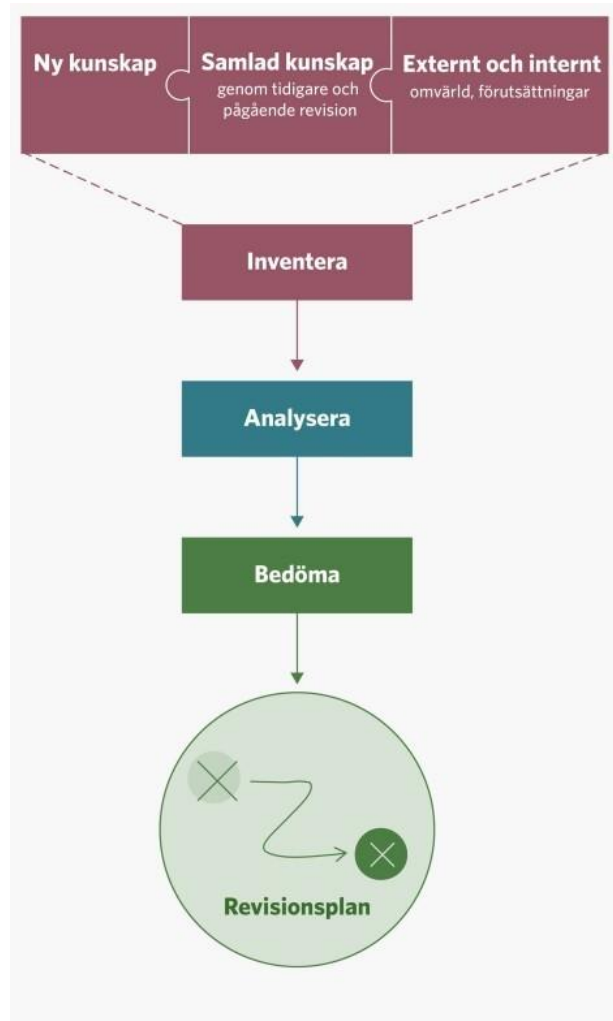 Ny kunskap
Samlad kunskap
genom tidigare och
pågående revision
Externt och internt
omvärld, förutsättningar
Inventera
Analysera
Bedöma
Revisionsplan